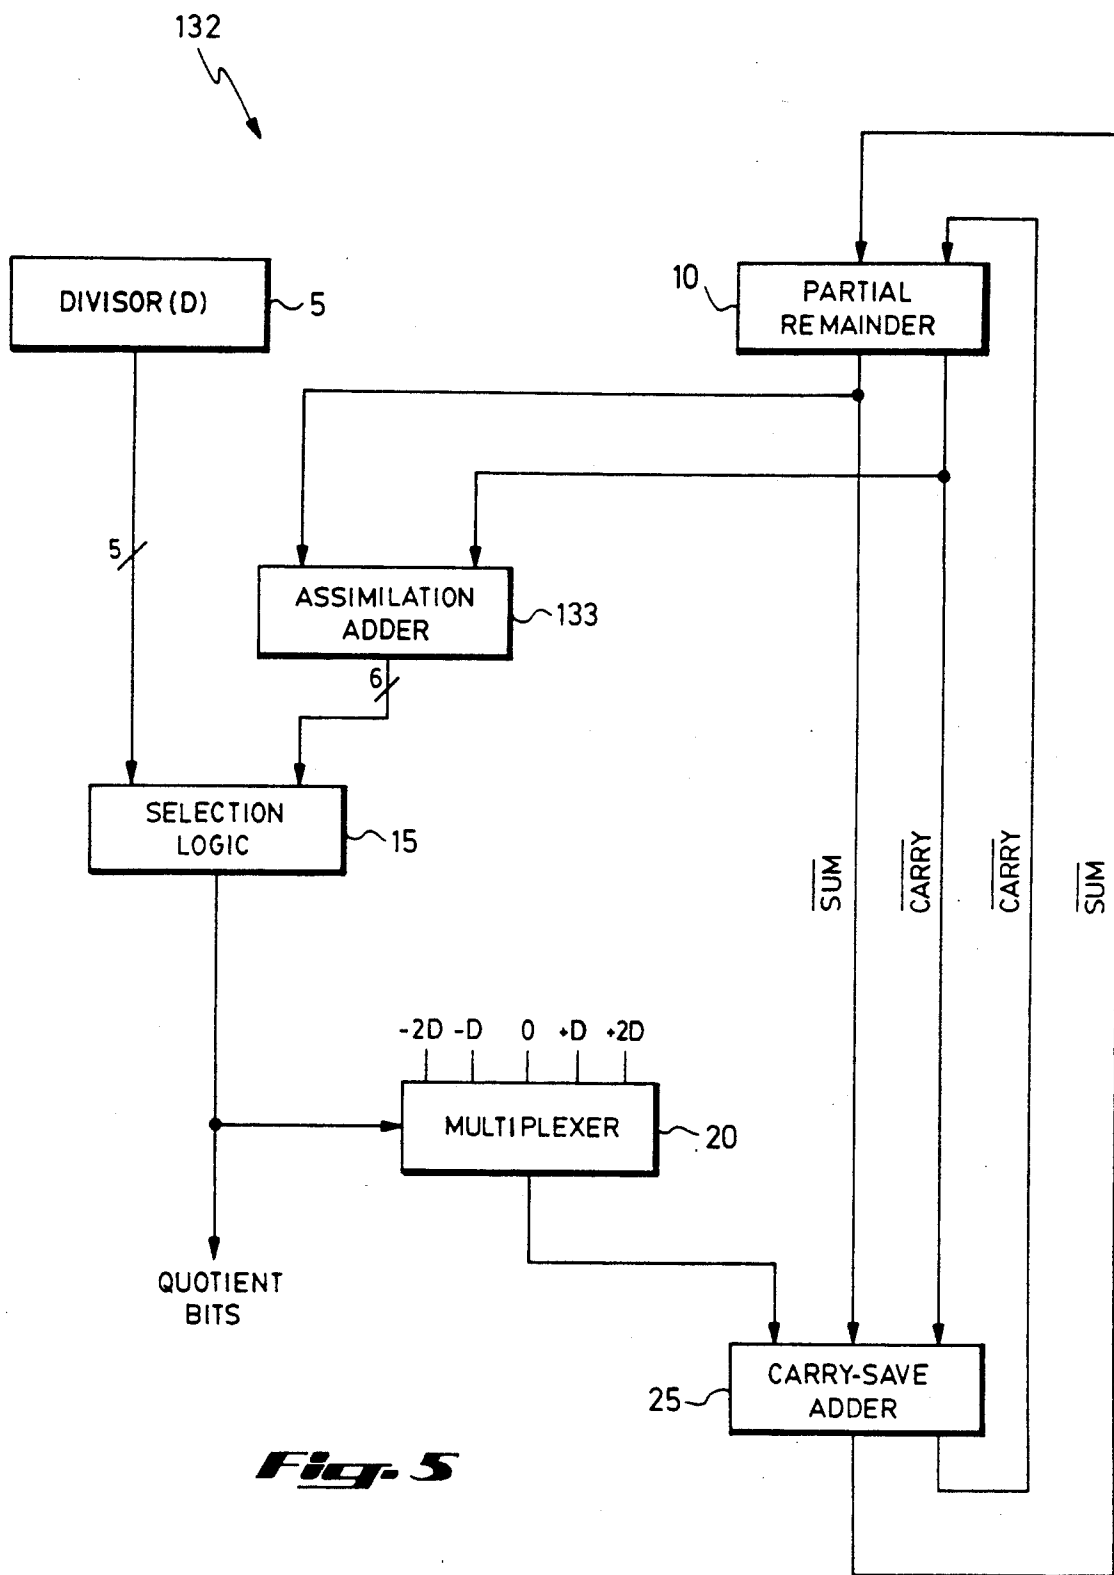 132
DIVISOR (D)
5
10
PARTIAL
REMAINDER
5
ASSIMILATION
ADDER
133
6
SELECTION
LOGIC
15
SUM
CARRY
CARRY
SUM
-2D -D 0 +D +2D
MULTIPLEXER
20
QUOTIENT
BITS
CARRY-SAVE
ADDER
25
Fig. 5